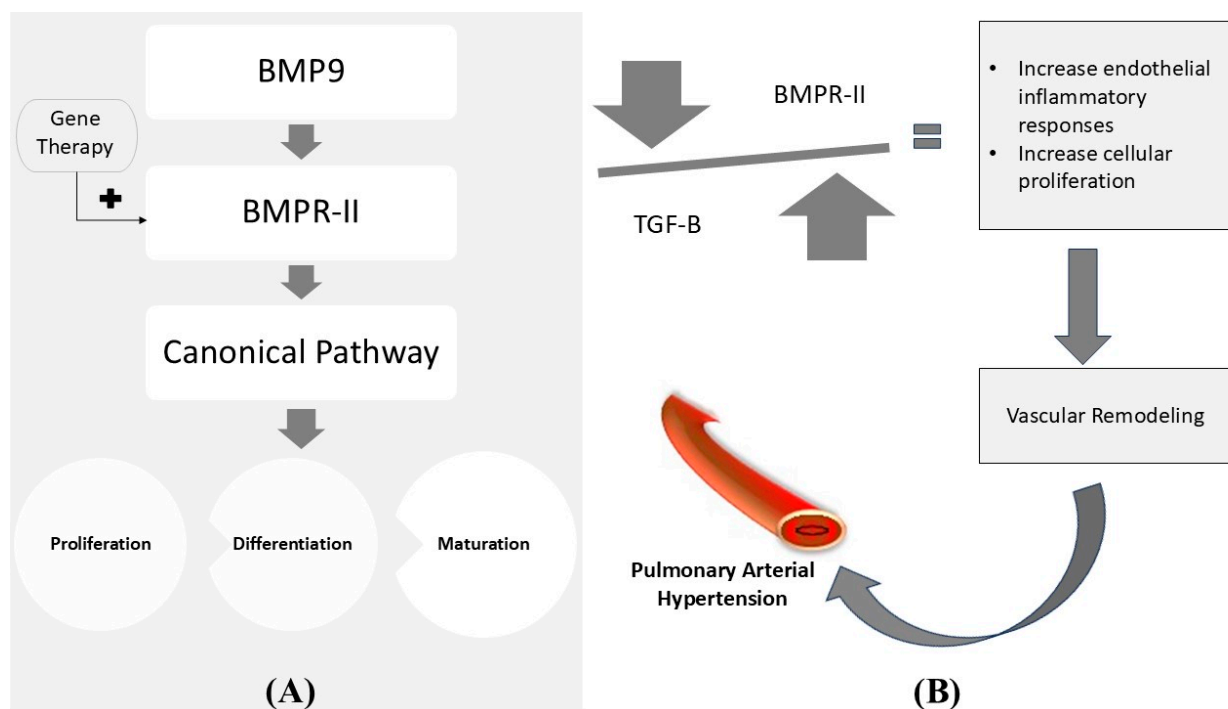 BMP9
Gene
Therapy
BMPR-II
Canonical Pathway
Proliferation
Differentiation
Maturation
(A)
BMPR-II
TGF-B
=
• Increase endothelial
inflammatory
responses
• Increase cellular
proliferation
Vascular Remodeling
Pulmonary Arterial
Hypertension
(B)